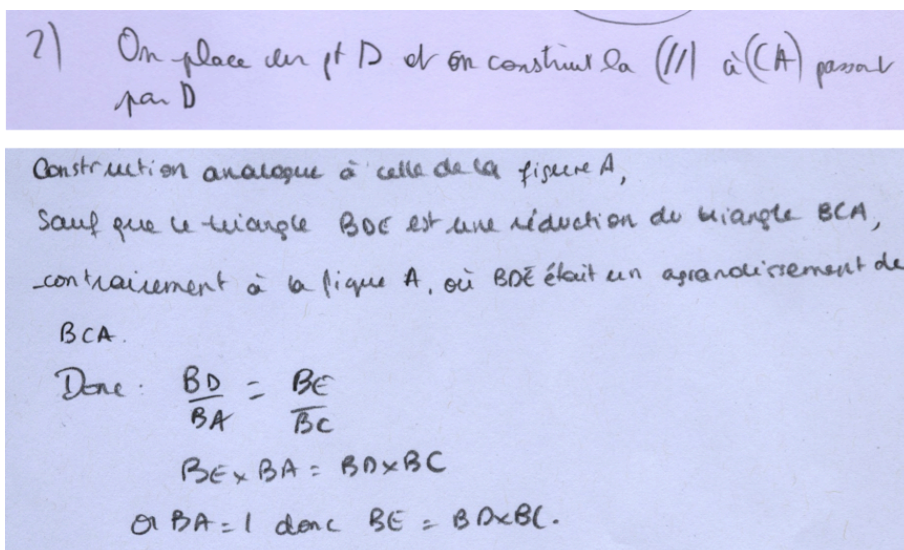 2) On place un pt D et on construit la (//) à (CA) passant
par D
Construction analogue à celle de la figure A,
Sauf que le triangle BDE est une réduction du triangle BCA,
contrairement à la figure A, où BDE était un agrandissement de
BCA.
Donc : BD/BA = BE/BC
BE × BA = BD × BC
or BA = 1 donc BE = BD × BC.